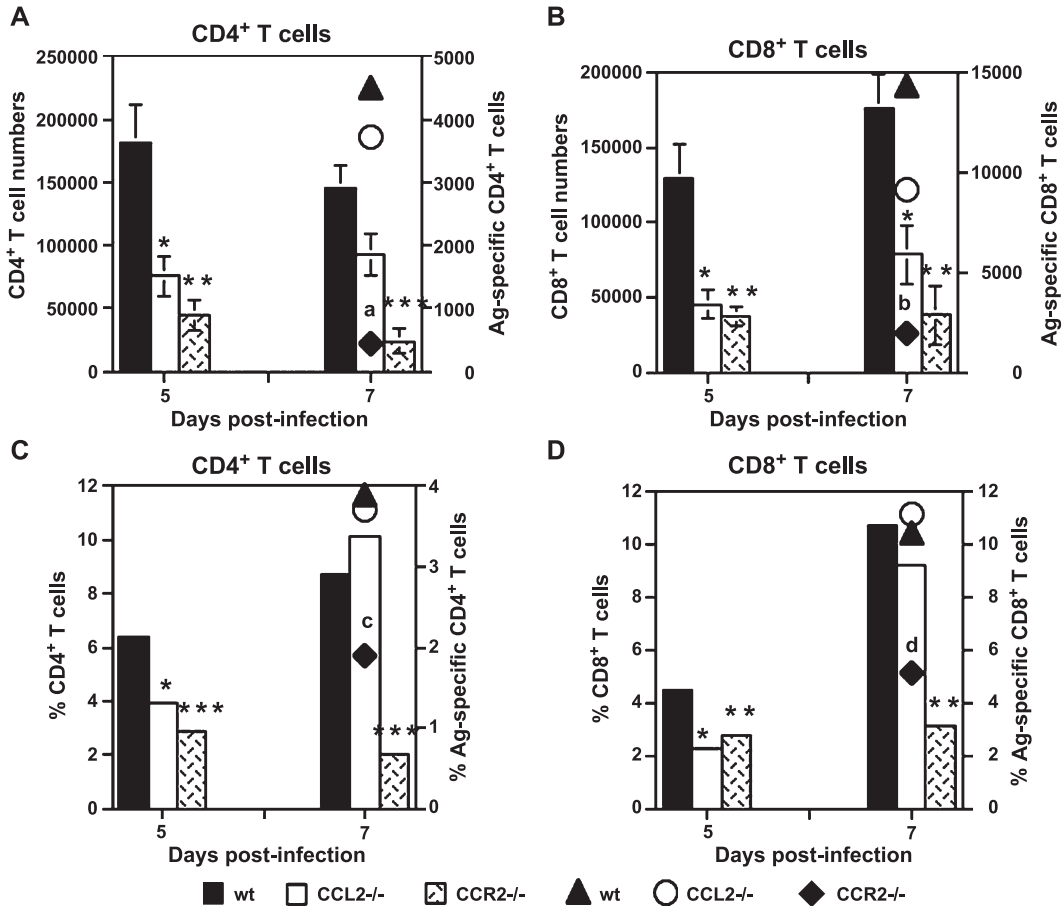 A
CD4+ T cells
CD4+ T cell numbers
250000
200000
150000
100000
50000
0
5000
4000
3000
2000
1000
0
Ag-specific CD4+ T cells
*
**
a
***
5
7
Days post-infection
B
CD8+ T cells
CD8+ T cell numbers
200000
150000
100000
50000
0
15000
10000
5000
0
Ag-specific CD8+ T cells
*
**
*
b
**
5
7
Days post-infection
C
CD4+ T cells
% CD4+ T cells
12
10
8
6
4
2
0
4
3
2
1
0
% Ag-specific CD4+ T cells
*
***
c
***
5
7
Days post-infection
D
CD8+ T cells
% CD8+ T cells
12
10
8
6
4
2
0
12
10
8
6
4
2
0
% Ag-specific CD8+ T cells
*
**
d
**
5
7
Days post-infection
wt CCL2-/- CCR2-/- wt CCL2-/- CCR2-/-